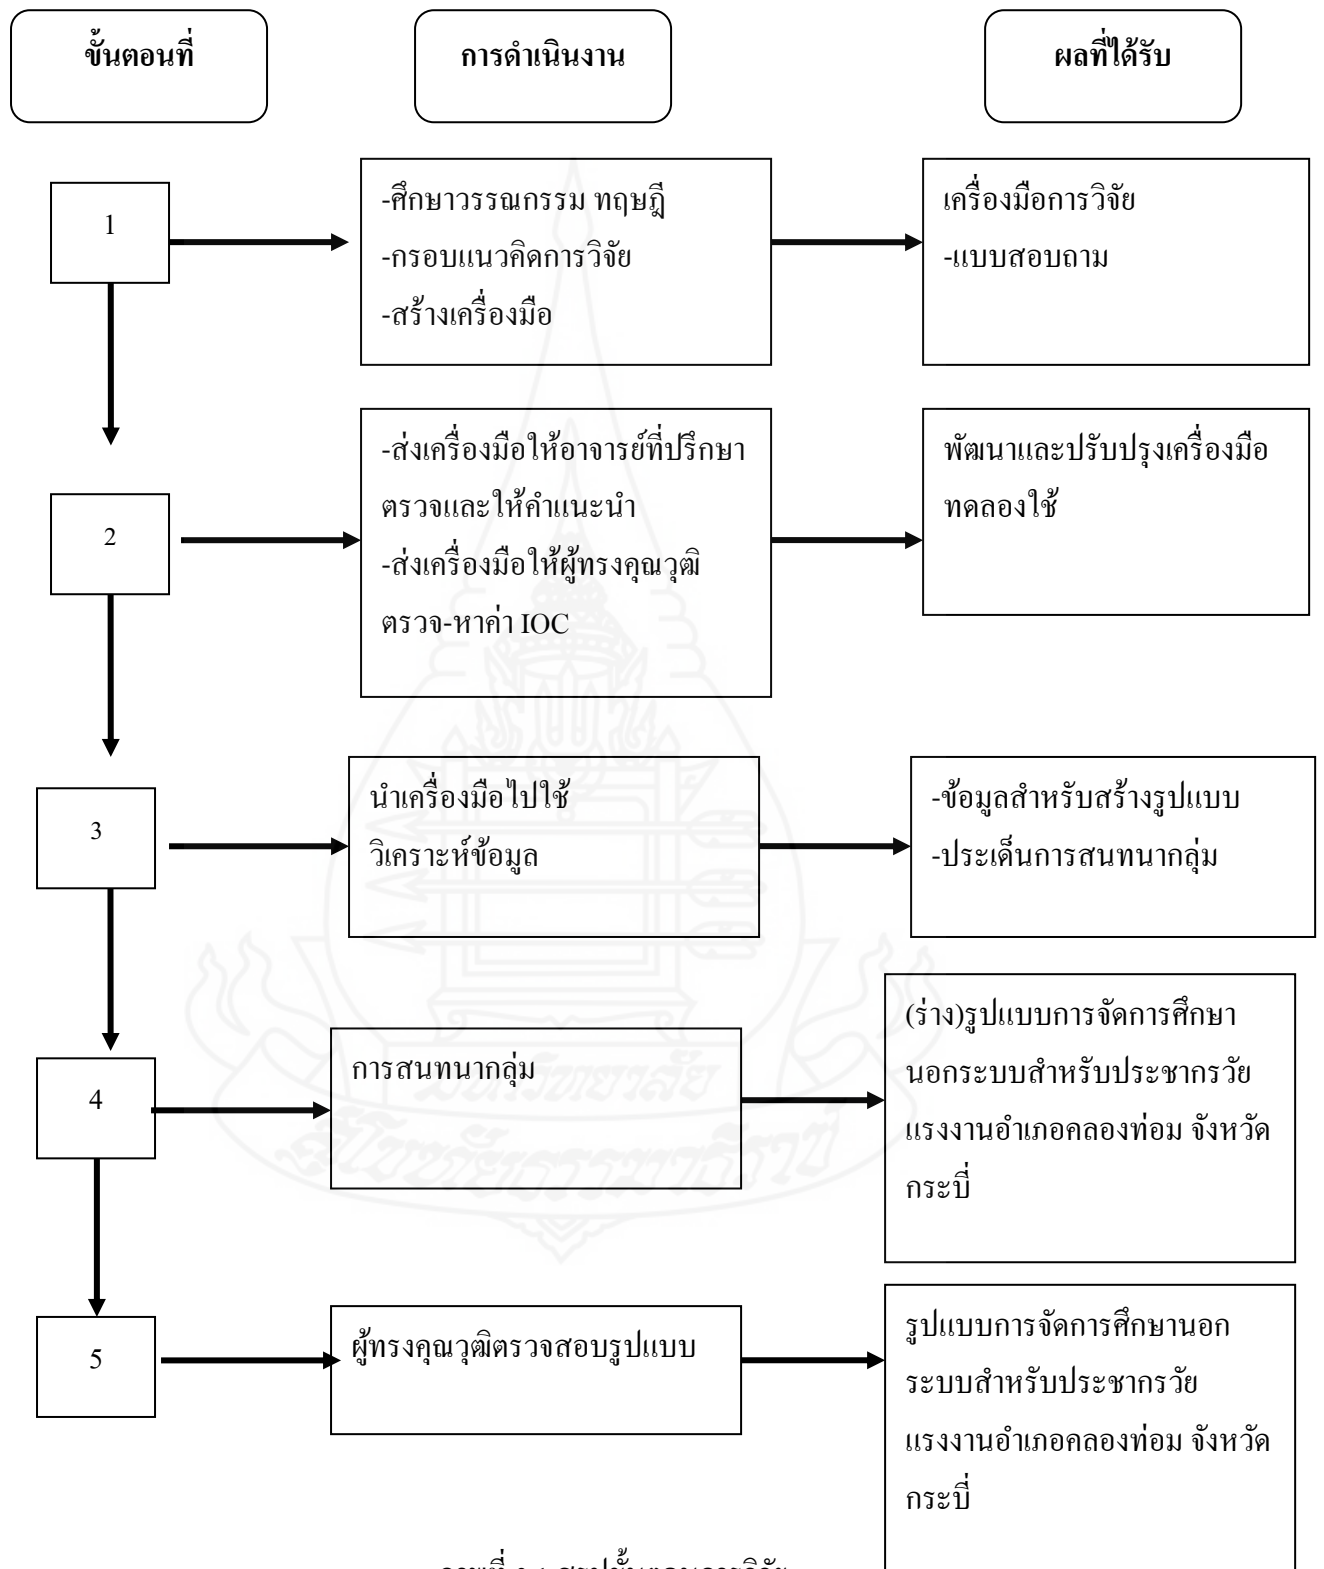 ขั้นตอนที่
การดำเนินงาน
ผลที่ได้รับ
1
-ศึกษาวรรณกรรม ทฤษฎี
-กรอบแนวคิดการวิจัย
-สร้างเครื่องมือ
เครื่องมือการวิจัย
-แบบสอบถาม
2
-ส่งเครื่องมือให้อาจารย์ที่ปรึกษา
ตรวจและให้คำแนะนำ
-ส่งเครื่องมือให้ผู้ทรงคุณวุฒิ
ตรวจ-หาค่า IOC
พัฒนาและปรับปรุงเครื่องมือ
ทดลองใช้
3
นำเครื่องมือไปใช้
วิเคราะห์ข้อมูล
-ข้อมูลสำหรับสร้างรูปแบบ
-ประเด็นการสนทนากลุ่ม
4
การสนทนากลุ่ม
(ร่าง)รูปแบบการจัดการศึกษา
นอกระบบสำหรับประชากรวัย
แรงงานอำเภอคลองท่อม จังหวัด
กระบี่
5
ผู้ทรงคุณวุฒิตรวจสอบรูปแบบ
รูปแบบการจัดการศึกษานอก
ระบบสำหรับประชากรวัย
แรงงานอำเภอคลองท่อม จังหวัด
กระบี่